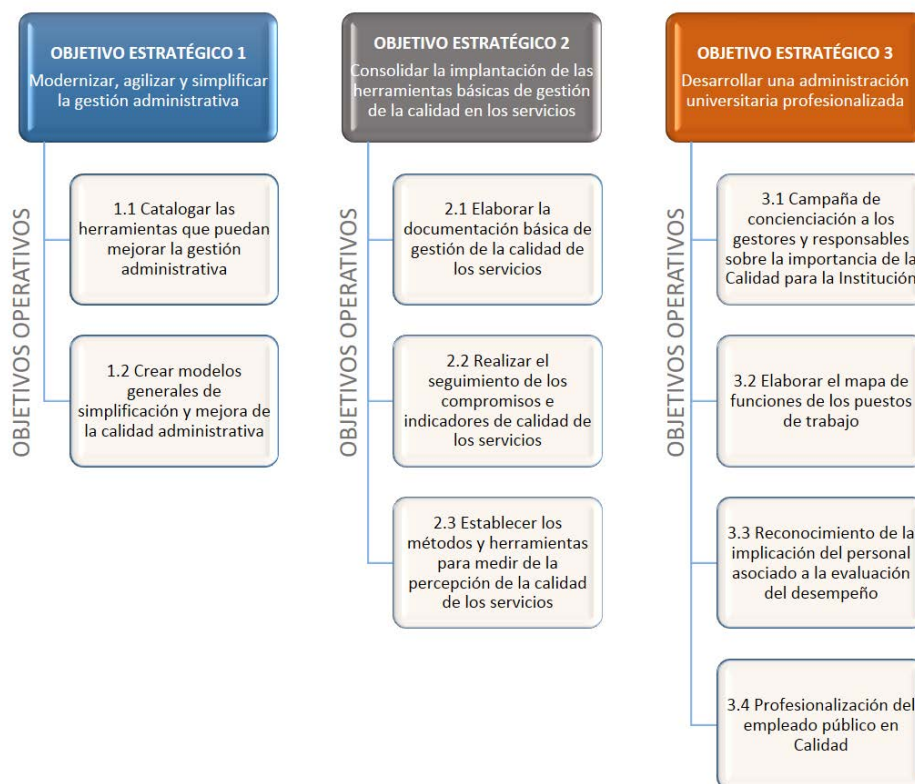 OBJETIVO ESTRATÉGICO 1
Modernizar, agilizar y simplificar
la gestión administrativa
OBJETIVOS OPERATIVOS
1.1 Catalogar las
herramientas que puedan
mejorar la gestión
administrativa
1.2 Crear modelos
generales de
simplificación y mejora de
la calidad administrativa
OBJETIVO ESTRATÉGICO 2
Consolidar la implantación de las
herramientas básicas de gestión
de la calidad en los servicios
OBJETIVOS OPERATIVOS
2.1 Elaborar la
documentación básica de
gestión de la calidad de
los servicios
2.2 Realizar el
seguimiento de los
compromisos e
indicadores de calidad de
los servicios
2.3 Establecer los
métodos y herramientas
para medir de la
percepción de la calidad
de los servicios
OBJETIVO ESTRATÉGICO 3
Desarrollar una administración
universitaria profesionalizada
OBJETIVOS OPERATIVOS
3.1 Campaña de
concienciación a los
gestores y responsables
sobre la importancia de la
Calidad para la Institución
3.2 Elaborar el mapa de
funciones de los puestos
de trabajo
3.3 Reconocimiento de la
implicación del personal
asociado a la evaluación
del desempeño
3.4 Profesionalización del
empleado público en
Calidad